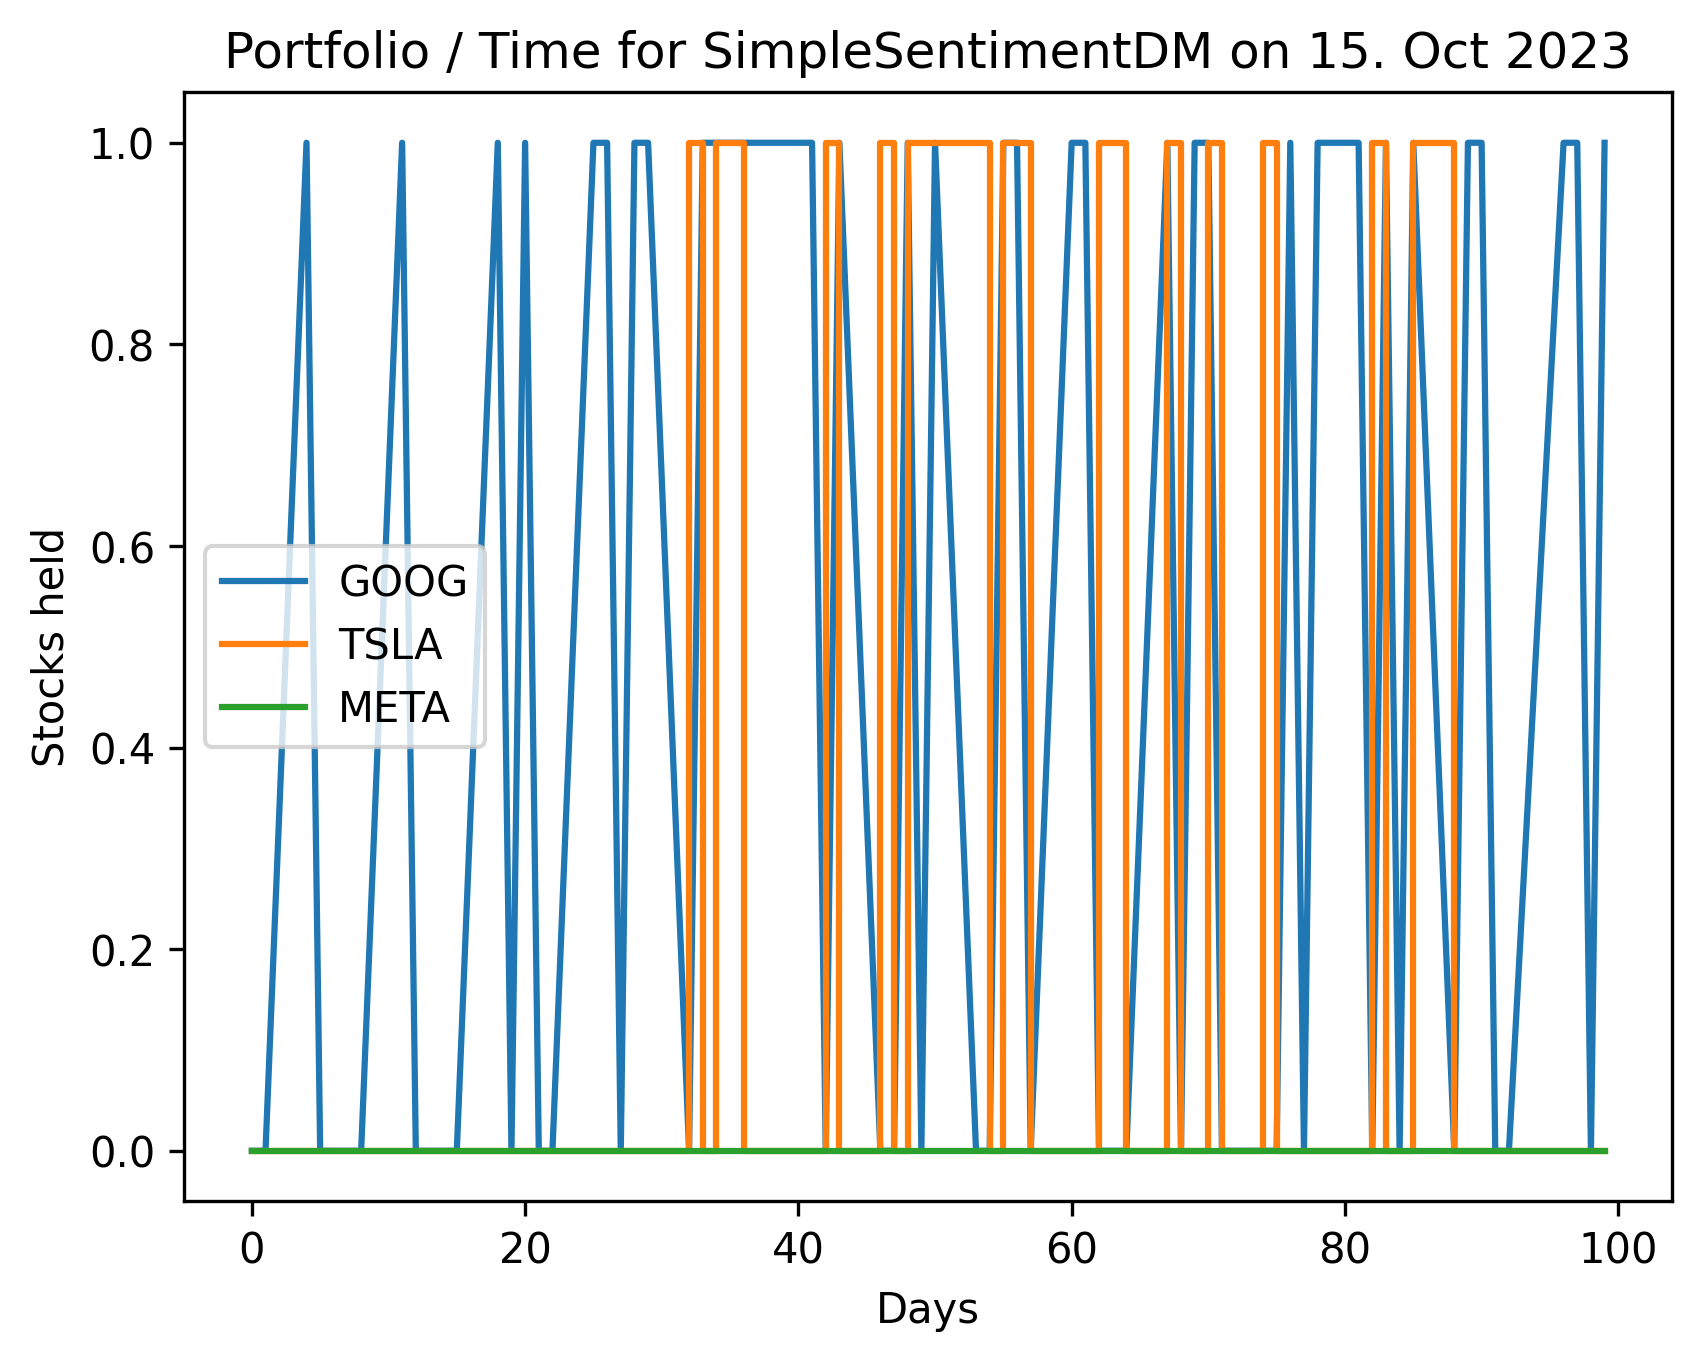 Portfolio / Time for SimpleSentimentDM on 15. Oct 2023
1.0
0.8
0.6
0.4
0.2
0.0
Stocks held
GOOG
TSLA
META
0 20 40 60 80 100
Days